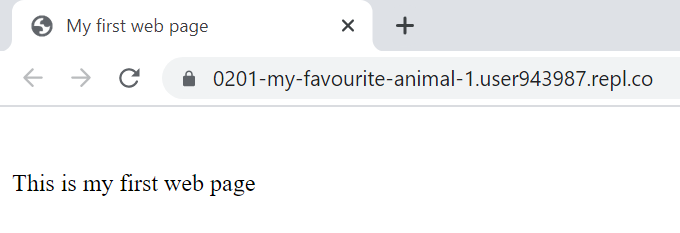 My first web page
0201-my-favourite-animal-1.user943987.repl.co
This is my first web page